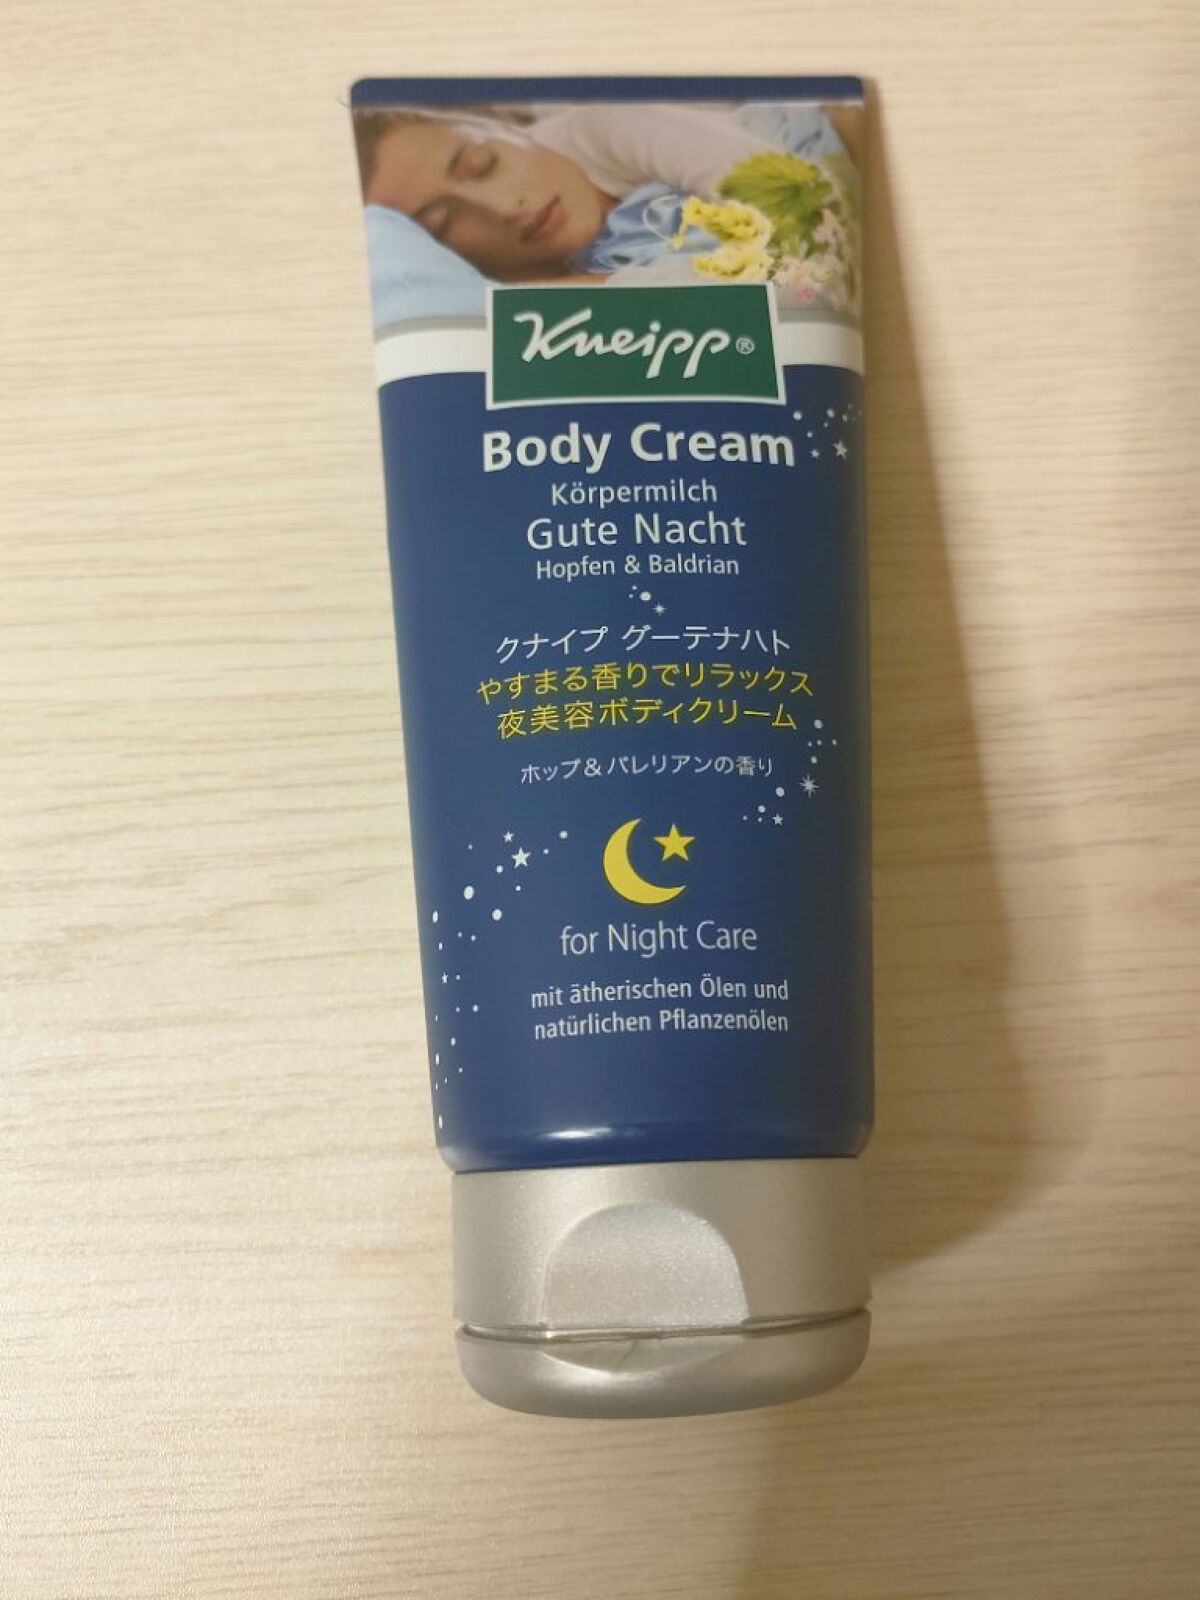 Kneipp®
Body Cream
Körpermilch
Gute Nacht
Hopfen & Baldrian
クナイプ グーテナハト
やすまる香りでリラックス
夜美容ボディクリーム
ホップ&バレリアンの香り
for Night Care
mit ätherischen Ölen und
natürlichen Pflanzenölen